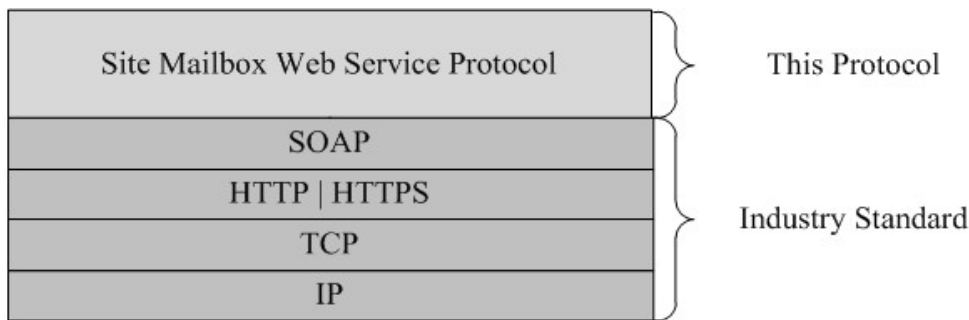 Site Mailbox Web Service Protocol
This Protocol
SOAP
HTTP | HTTPS
TCP
IP
Industry Standard